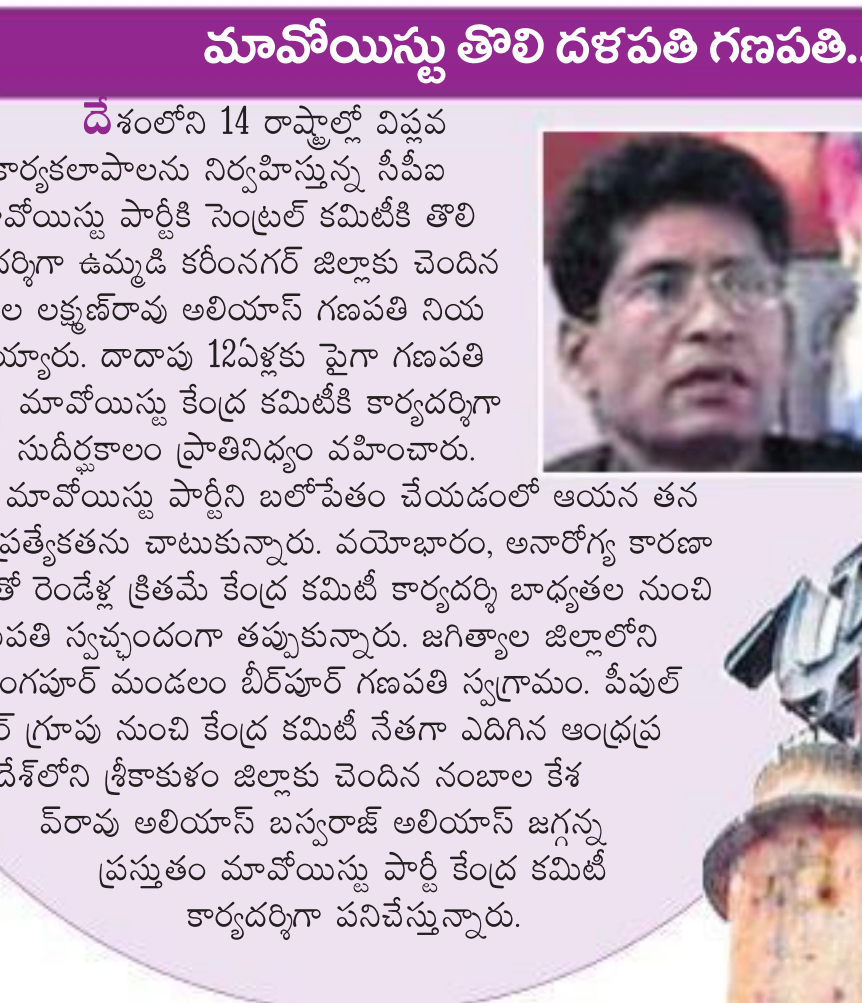 మావోయిస్టు తొలి దళపతి గణపతి..
దేశంలోని 14 రాష్ట్రాల్లో విప్లవ
కార్యకలాపాలను నిర్వహిస్తున్న సీపీఐ
వోయిస్టు పార్టీకి సెంట్రల్ కమిటీకి తొలి
దర్శిగా ఉమ్మడి కరీంనగర్ జిల్లాకు చెందిన
ల లక్ష్మణ్‌రావు అలియాస్ గణపతి నియ
య్యారు. దాదాపు 12ఏళ్లకు పైగా గణపతి
మావోయిస్టు కేంద్ర కమిటీకి కార్యదర్శిగా
సుదీర్ఘకాలం ప్రాతినిధ్యం వహించారు.
మావోయిస్టు పార్టీని బలోపేతం చేయడంలో ఆయన తన
ప్రత్యేకతను చాటుకున్నారు. వయోభారం, అనారోగ్య కారణా
తో రెండేళ్ల క్రితమే కేంద్ర కమిటీ కార్యదర్శి బాధ్యతల నుంచి
పతి స్వచ్ఛందంగా తప్పుకున్నారు. జగిత్యాల జిల్లాలోని
ంగపూర్ మండలం బీర్‌పూర్ గణపతి స్వగ్రామం. పీపుల్
ర్ గ్రూపు నుంచి కేంద్ర కమిటీ నేతగా ఎదిగిన ఆంధ్రప్ర
దేశ్‌లోని శ్రీకాకుళం జిల్లాకు చెందిన నంబాల కేశ
వ్‌రావు అలియాస్ బస్వరాజ్ అలియాస్ జగ్గన్న
ప్రస్తుతం మావోయిస్టు పార్టీ కేంద్ర కమిటీ
కార్యదర్శిగా పనిచేస్తున్నారు.